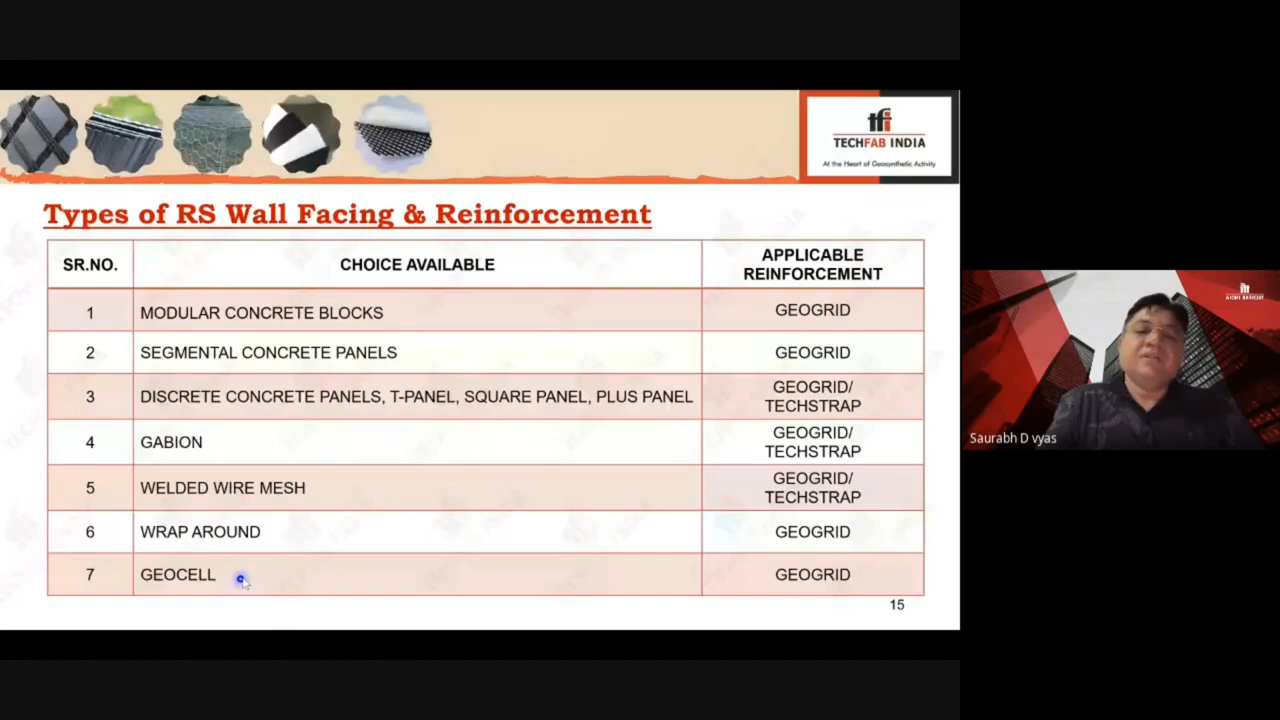 tfi
TECHFAB INDIA
At the Heart of Geosynthetic Activity
Types of RS Wall Facing & Reinforcement
SR.NO. CHOICE AVAILABLE APPLICABLE REINFORCEMENT
1 MODULAR CONCRETE BLOCKS GEOGRID
2 SEGMENTAL CONCRETE PANELS GEOGRID
3 DISCRETE CONCRETE PANELS, T-PANEL, SQUARE PANEL, PLUS PANEL GEOGRID/ TECHSTRAP
4 GABION GEOGRID/ TECHSTRAP
5 WELDED WIRE MESH GEOGRID/ TECHSTRAP
6 WRAP AROUND GEOGRID
7 GEOCELL GEOGRID
15
Saurabh D vyas